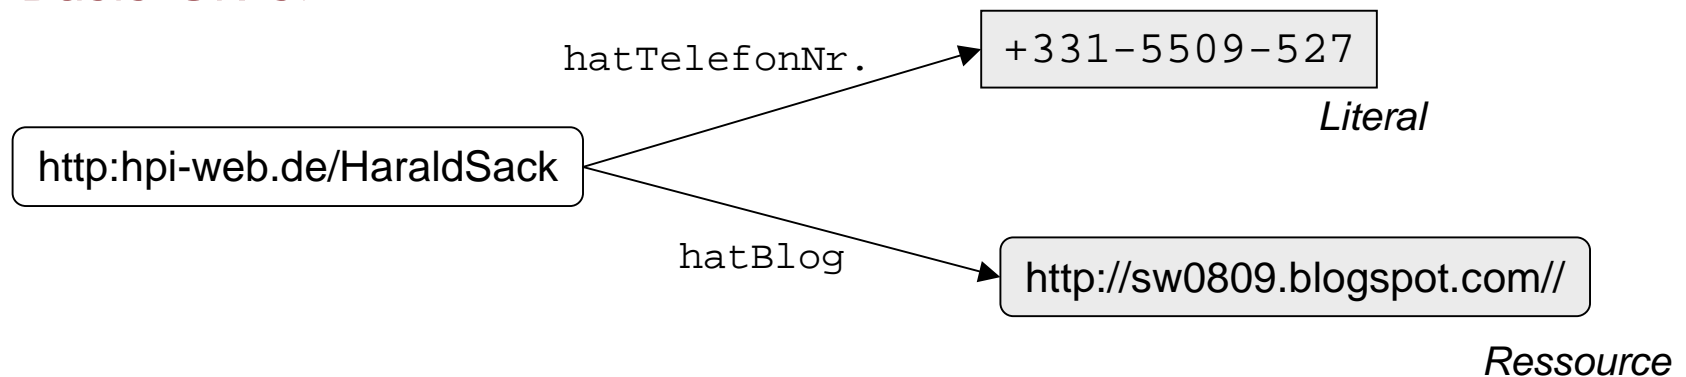 hatTelefonNr.
+331-5509-527
Literal
http:hpi-web.de/HaraldSack
hatBlog
http://sw0809.blogspot.com//
Ressource